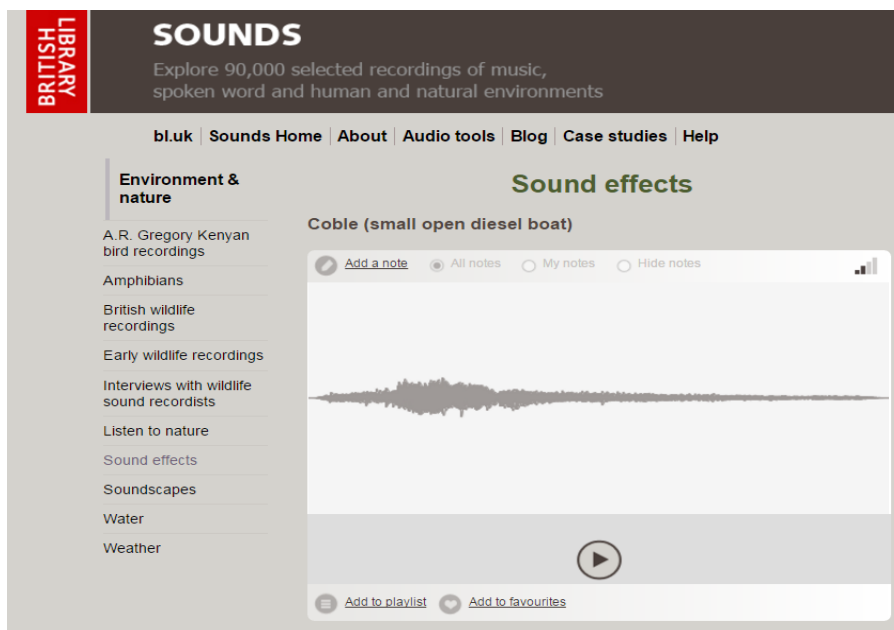 BRITISH
LIBRARY
SOUNDS
Explore 90,000 selected recordings of music,
spoken word and human and natural environments
bl.uk | Sounds Home | About | Audio tools | Blog | Case studies | Help
Environment &
nature
A.R. Gregory Kenyan
bird recordings
Amphibians
British wildlife
recordings
Early wildlife recordings
Interviews with wildlife
sound recordists
Listen to nature
Sound effects
Soundscapes
Water
Weather
Sound effects
Coble (small open diesel boat)
Add a note All notes My notes Hide notes
Add to playlist Add to favourites